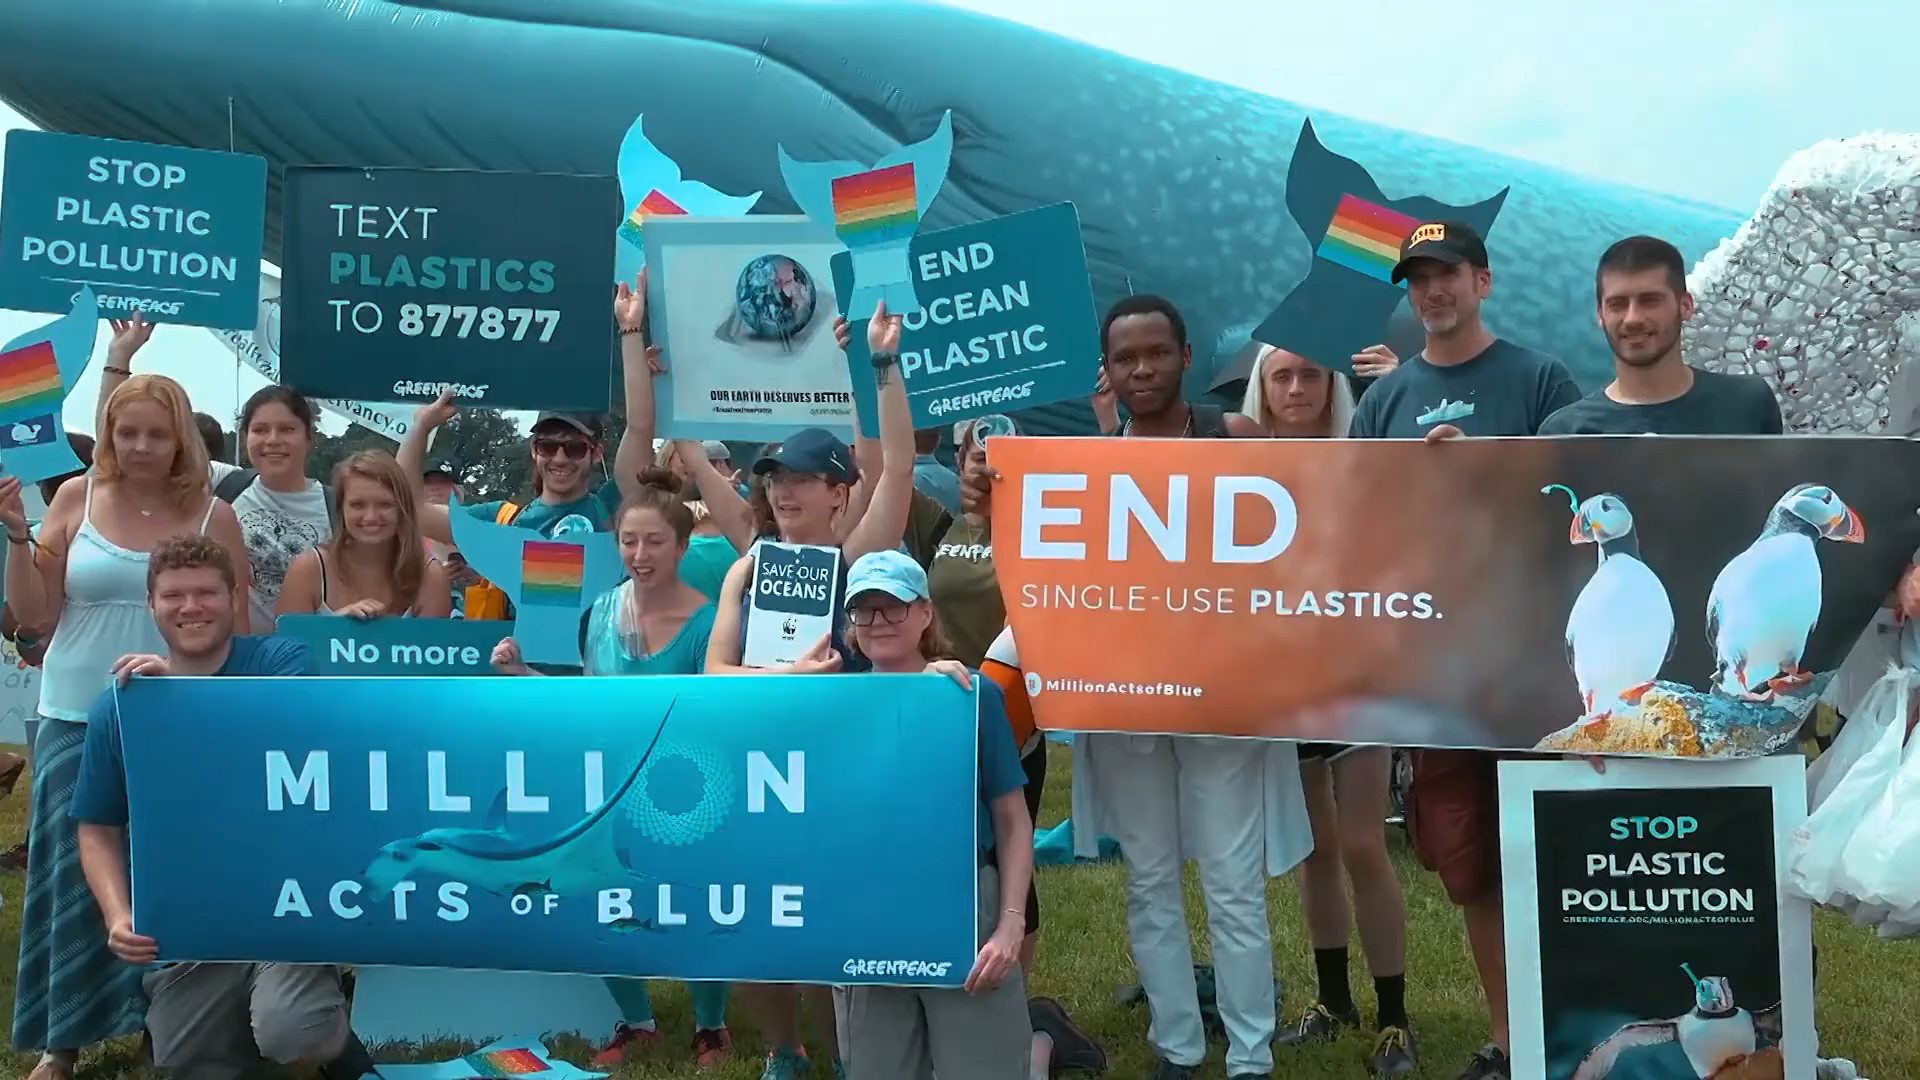 STOP
PLASTIC
POLLUTION
GREENPEACE
TEXT
PLASTICS
TO 877877
GREENPEACE
OUR EARTH DESERVES BETTER
END
OCEAN
PLASTIC
GREENPEACE
SAVE OUR
OCEANS
No more
END
SINGLE-USE PLASTICS.
MillionActsofBlue
MILLION
ACTS OF BLUE
GREENPEACE
STOP
PLASTIC
POLLUTION
GREENPEACE.ORG/MILLIONACTSOFBLUE